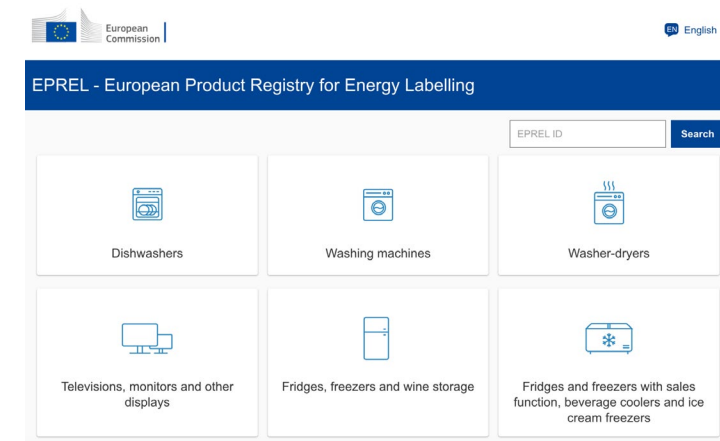 European
Commission
EN English
EPREL - European Product Registry for Energy Labelling
EPREL ID
Search
Dishwashers
Washing machines
Washer-dryers
Televisions, monitors and other
displays
Fridges, freezers and wine storage
Fridges and freezers with sales
function, beverage coolers and ice
cream freezers